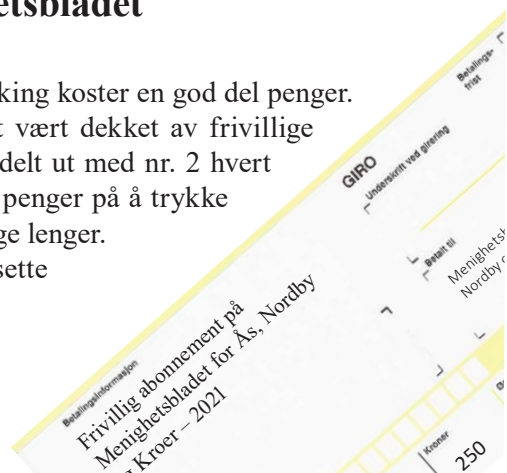 etsbladet
king koster en god del penger.
t vært dekket av frivillige
delt ut med nr. 2 hvert
penger på å trykke
ge lenger.
sette
Betalings-
frist
GIRO
Underskrift ved girering
Betalt til
Menighetsb
Nordby o
Betalingsinformasjon
Frivillig abonnement på
Menighetsbladet for Ås, Nordby
g Kroer – 2021
Kroner
250